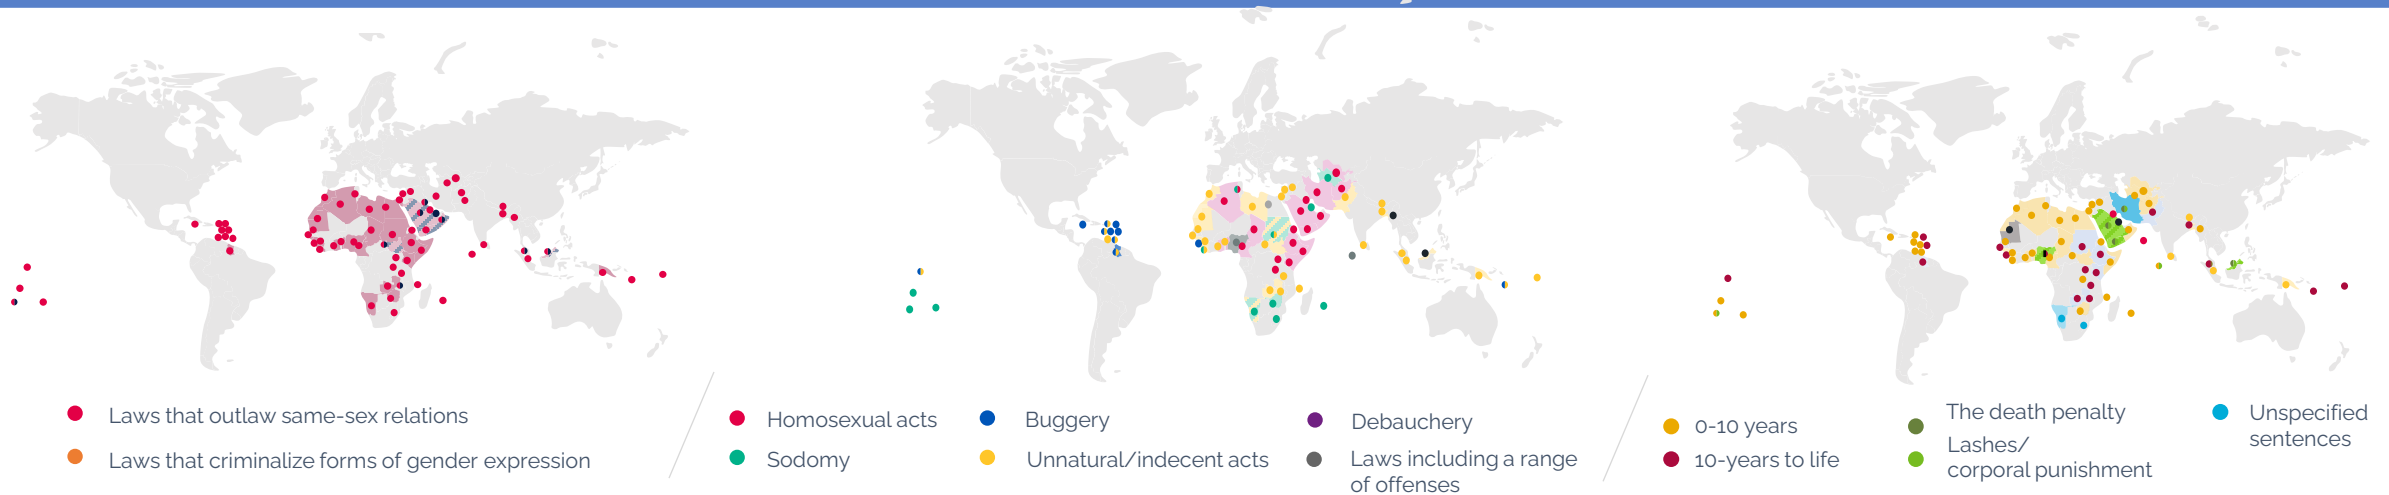 Laws that outlaw same-sex relations
Laws that criminalize forms of gender expression
Homosexual acts
Sodomy
Buggery
Unnatural/indecent acts
Debauchery
Laws including a range
of offenses
0-10 years
10-years to life
The death penalty
Lashes/
corporal punishment
Unspecified
sentences